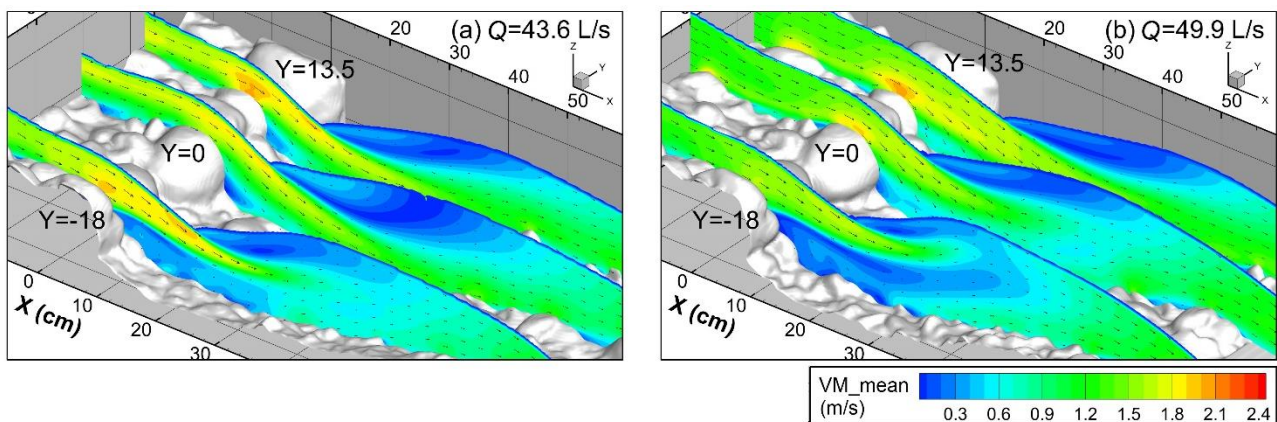 (a) Q=43.6 L/s
Y=13.5
Y=0
Y=-18
0
10
20
30
X (cm)
20
30
40
50
0
Z
Y
X
(b) Q=49.9 L/s
Y=13.5
Y=0
Y=-18
0
10
20
30
X (cm)
20
30
40
50
0
Z
Y
X
VM_mean
(m/s)
0.3 0.6 0.9 1.2 1.5 1.8 2.1 2.4